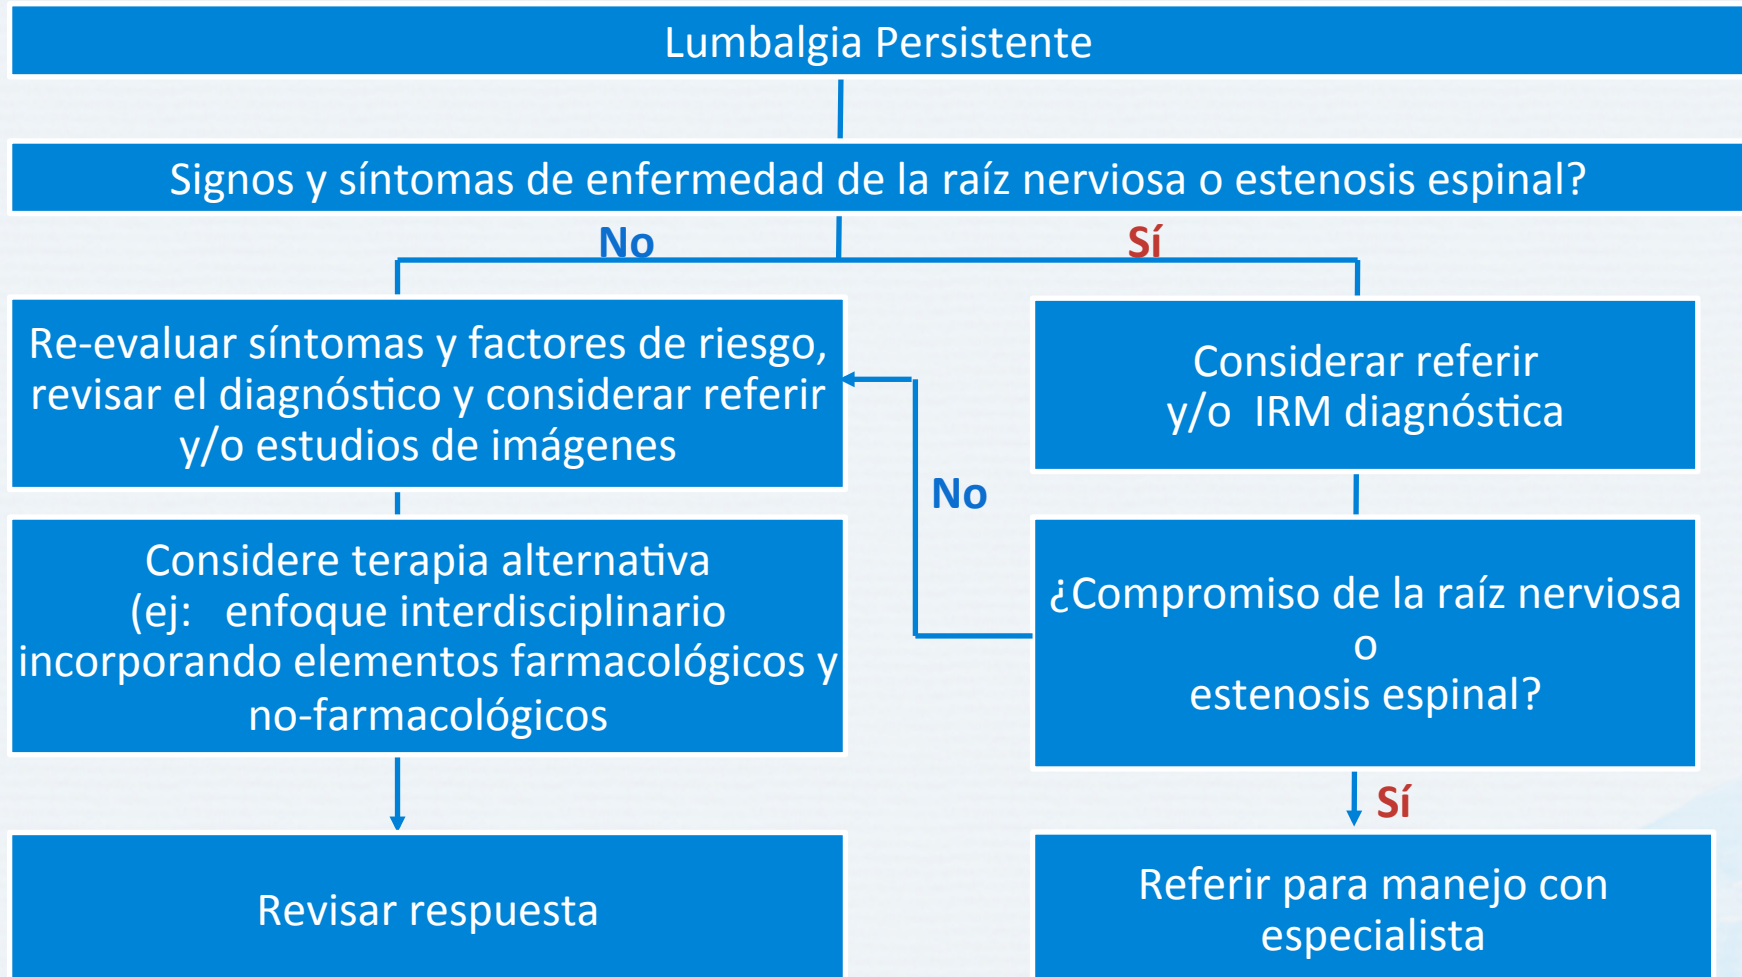 Lumbalgia Persistente
Signos y síntomas de enfermedad de la raíz nerviosa o estenosis espinal?
No
Sí
Re-evaluar síntomas y factores de riesgo,
revisar el diagnóstico y considerar referir
y/o estudios de imágenes
Considerar referir
y/o IRM diagnóstica
No
Considere terapia alternativa
(ej: enfoque interdisciplinario
incorporando elementos farmacológicos y
no-farmacológicos
¿Compromiso de la raíz nerviosa
o
estenosis espinal?
Sí
Revisar respuesta
Referir para manejo con
especialista